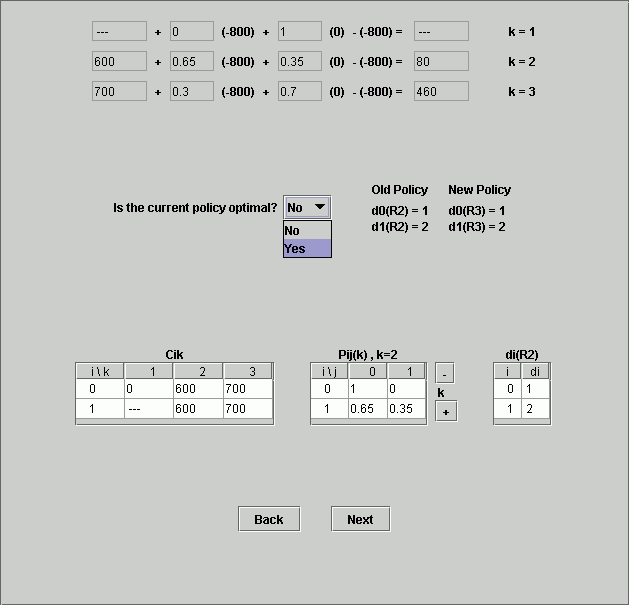 --- + 0 (-800) + 1 (0) - (-800) = --- k = 1
600 + 0.65 (-800) + 0.35 (0) - (-800) = 80 k = 2
700 + 0.3 (-800) + 0.7 (0) - (-800) = 460 k = 3
Old Policy New Policy
Is the current policy optimal? No d0(R2) = 1 d0(R3) = 1
No d1(R2) = 2 d1(R3) = 2
Yes
Cik Pij(k) , k=2 di(R2)
i \ k 1 2 3 i \ j 0 1 - i di
0 0 600 700 0 1 0 k 0 1
1 --- 600 700 1 0.65 0.35 + 1 2
Back Next